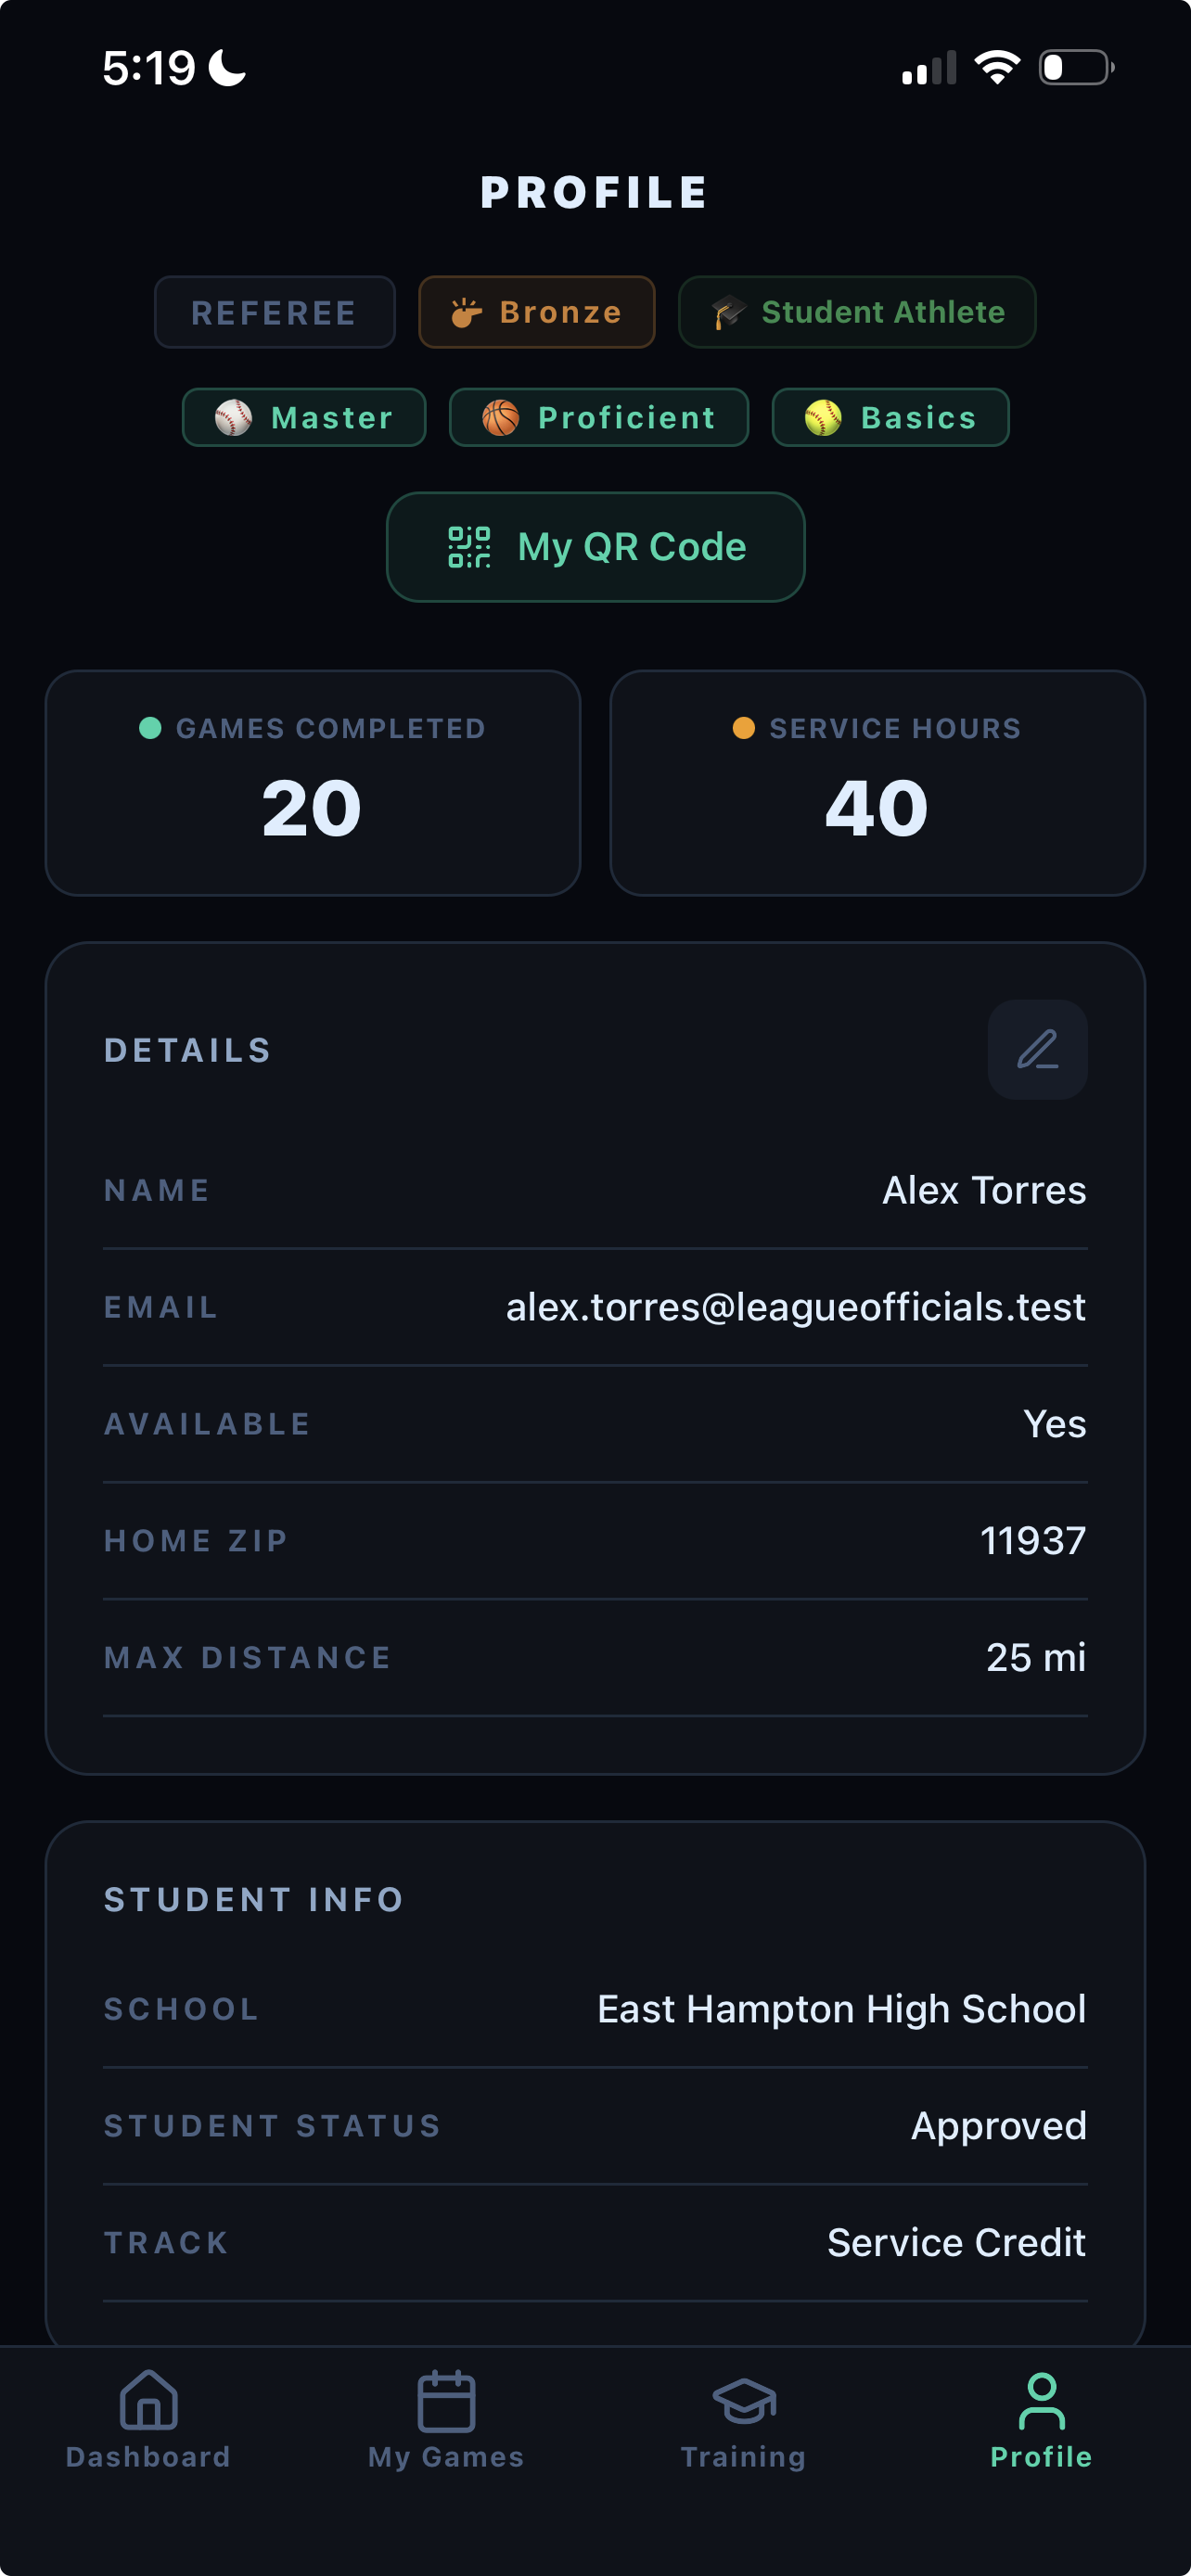 5:19
PROFILE
REFEREE Bronze Student Athlete
Master Proficient Basics
My QR Code
GAMES COMPLETED SERVICE HOURS
20 40
DETAILS
NAME Alex Torres
EMAIL alex.torres@leagueofficials.test
AVAILABLE Yes
HOME ZIP 11937
MAX DISTANCE 25 mi
STUDENT INFO
SCHOOL East Hampton High School
STUDENT STATUS Approved
TRACK Service Credit
Dashboard My Games Training Profile